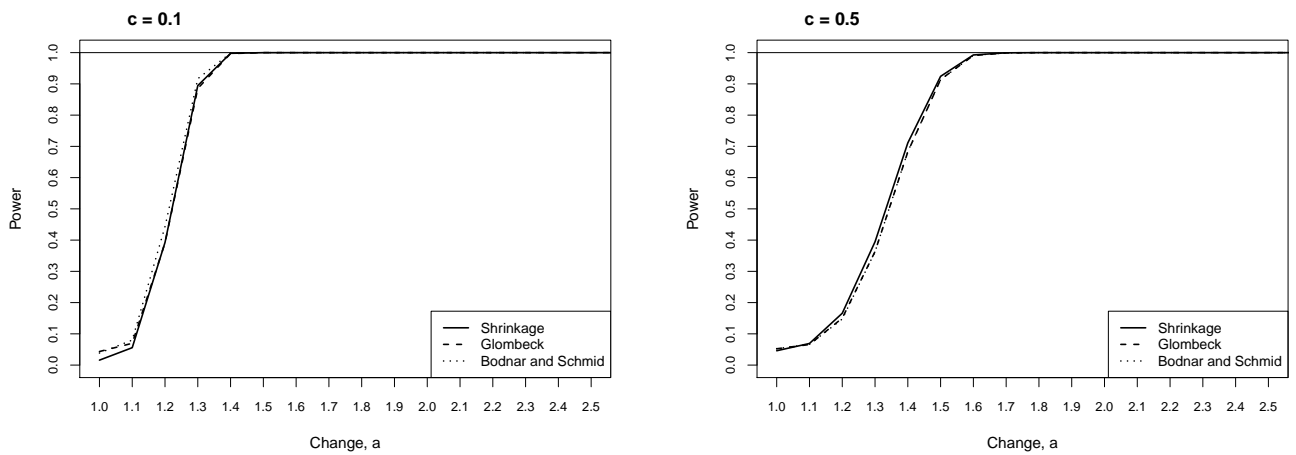 c = 0.1
Power
1.0
0.9
0.8
0.7
0.6
0.5
0.4
0.3
0.2
0.1
0.0
Shrinkage
Glombeck
Bodnar and Schmid
1.0 1.1 1.2 1.3 1.4 1.5 1.6 1.7 1.8 1.9 2.0 2.1 2.2 2.3 2.4 2.5
Change, a
c = 0.5
Power
1.0
0.9
0.8
0.7
0.6
0.5
0.4
0.3
0.2
0.1
0.0
Shrinkage
Glombeck
Bodnar and Schmid
1.0 1.1 1.2 1.3 1.4 1.5 1.6 1.7 1.8 1.9 2.0 2.1 2.2 2.3 2.4 2.5
Change, a